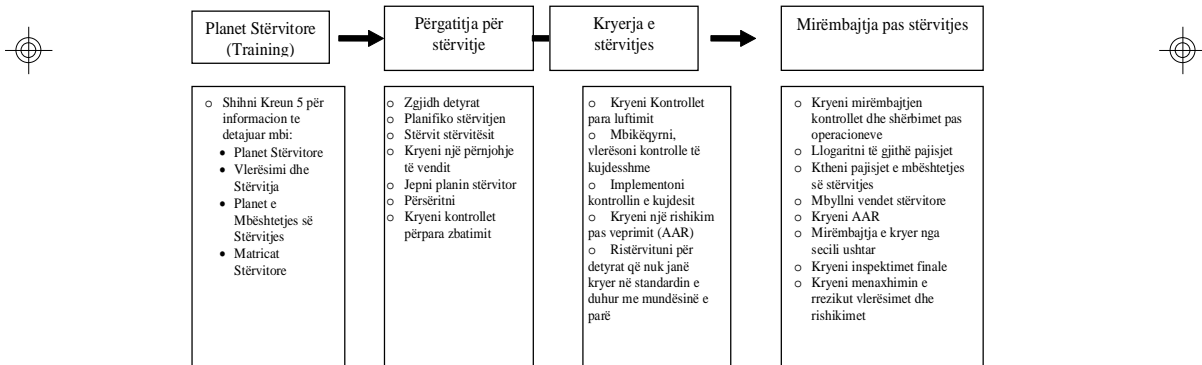 Planet Stërvitore
(Training)
Përgatitja për
stërvitje
Kryerja e
stërvitjes
Mirëmbajtja pas stërvitjes
o Shihni Kreun 5 për
informacion te
detajuar mbi:
• Planet Stërvitore
• Vlerësimi dhe
Stërvitja
• Planet e
Mbështetjes së
Stërvitjes
• Matricat
Stërvitore
o Zgjidh detyrat
o Planifiko stërvitjen
o Stërvit stërvitësit
o Kryeni një përnjohje
të vendit
o Jepni planin stërvitor
o Përsëritni
o Kryeni kontrollet
përpara zbatimit
o Kryeni Kontrollet
para luftimit
o Mbikëqyrni,
vlerësoni kontrolle të
kujdesshme
o Implementoni
kontrollin e kujdesit
o Kryeni një rishikim
pas veprimit (AAR)
o Ristërvituni për
detyrat që nuk janë
kryer në standardin e
duhur me mundësinë e
parë
o Kryeni mirëmbajtjen
kontrollet dhe shërbimet pas
operacioneve
o Llogaritni të gjithë pajisjet
o Ktheni pajisjet e mbështetjes
së stërvitjes
o Mbyllni vendet stërvitore
o Kryeni AAR
o Mirëmbajtja e kryer nga
secili ushtar
o Kryeni inspektimet finale
o Kryeni menaxhimin e
rrezikut vlerësimet dhe
rishikimet